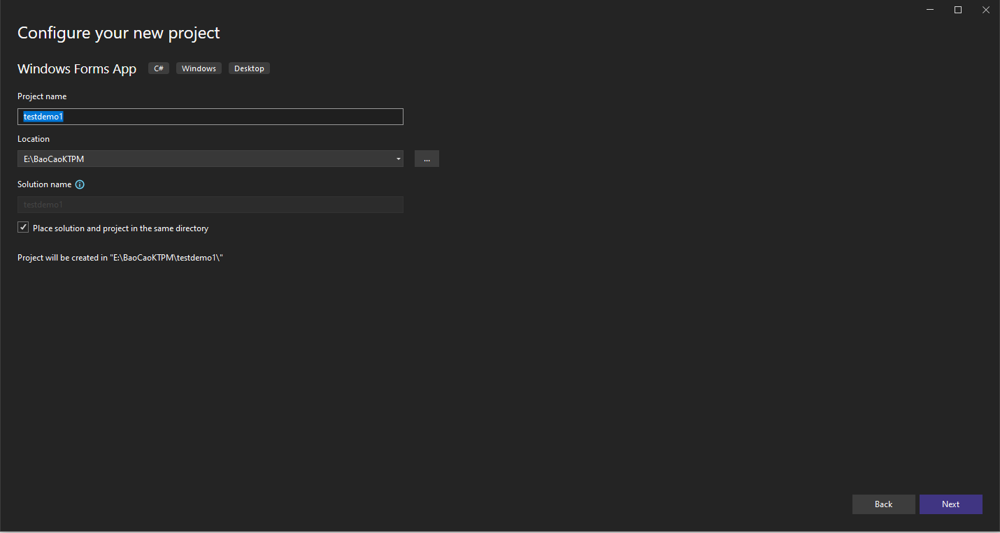 Configure your new project
Windows Forms App C# Windows Desktop
Project name
testdemo1
Location
E:\BaoCaoKTPM ...
Solution name
testdemo1
Place solution and project in the same directory
Project will be created in "E:\BaoCaoKTPM\testdemo1\"
Back Next